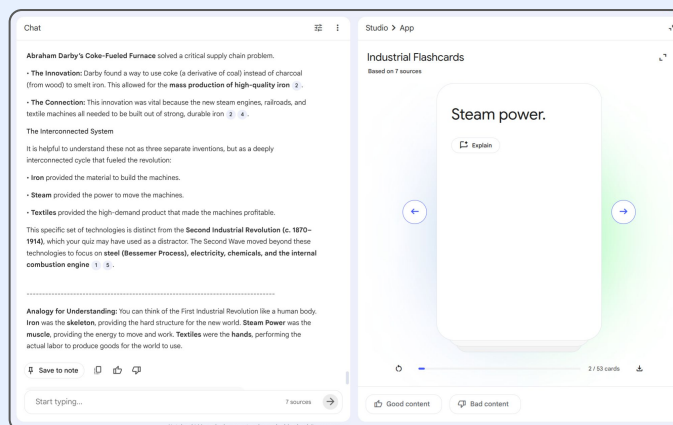 Chat
Abraham Darby's Coke-Fueled Furnace solved a critical supply chain problem.
• The Innovation: Darby found a way to use coke (a derivative of coal) instead of charcoal
(from wood) to smelt iron. This allowed for the mass production of high-quality iron 2 .
• The Connection: This innovation was vital because the new steam engines, railroads, and
textile machines all needed to be built out of strong, durable iron 2 4 .
The Interconnected System
It is helpful to understand these not as three separate inventions, but as a deeply
interconnected cycle that fueled the revolution:
• Iron provided the material to build the machines.
• Steam provided the power to move the machines.
• Textiles provided the high-demand product that made the machines profitable.
This specific set of technologies is distinct from the Second Industrial Revolution (c. 1870–
1914), which your quiz may have used as a distractor. The Second Wave moved beyond these
technologies to focus on steel (Bessemer Process), electricity, chemicals, and the internal
combustion engine 1 5 .
Analogy for Understanding: You can think of the First Industrial Revolution like a human body.
Iron was the skeleton, providing the hard structure for the new world. Steam Power was the
muscle, providing the energy to move and work. Textiles were the hands, performing the
actual labor to produce goods for the world to use.
Save to note
Start typing...
7 sources
Studio > App
Industrial Flashcards
Based on 7 sources
Steam power.
Explain
2 / 53 cards
Good content
Bad content